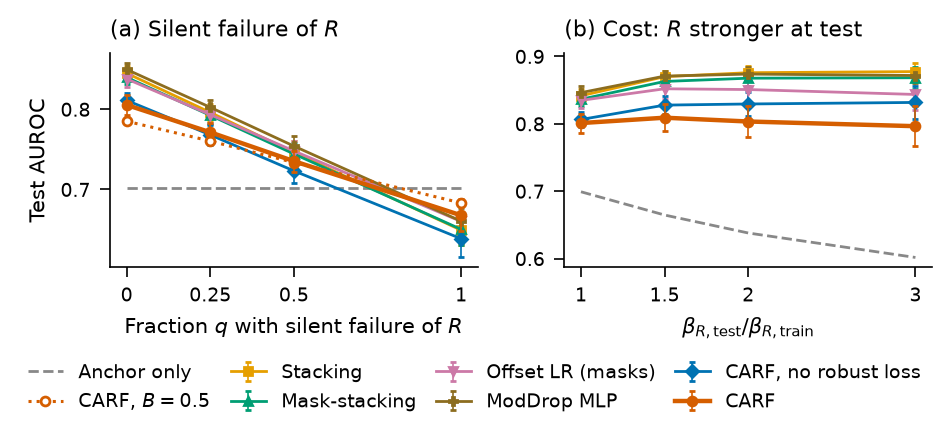 (a) Silent failure of R
(b) Cost: R stronger at test
Test AUROC
0.8
0.7
0
0.25
0.5
1
Fraction q with silent failure of R
0.9
0.8
0.7
0.6
1
1.5
2
3
β_R,test/β_R,train
Anchor only
Stacking
Offset LR (masks)
CARF, no robust loss
CARF, B = 0.5
Mask-stacking
ModDrop MLP
CARF